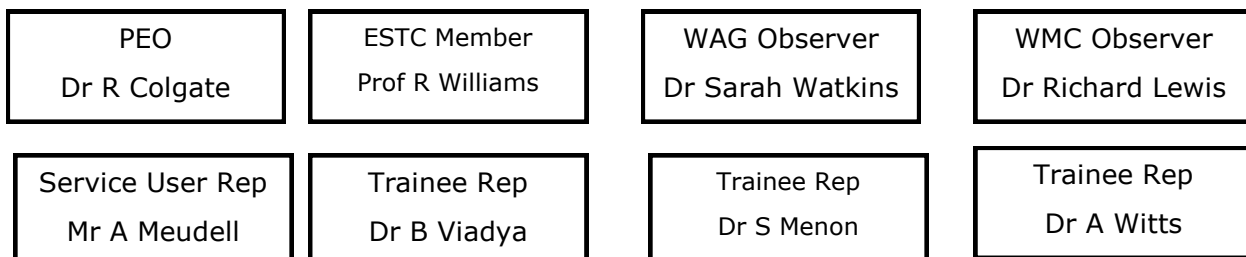 PEO
Dr R Colgate
ESTC Member
Prof R Williams
WAG Observer
Dr Sarah Watkins
WMC Observer
Dr Richard Lewis
Service User Rep
Mr A Meudell
Trainee Rep
Dr B Viadya
Trainee Rep
Dr S Menon
Trainee Rep
Dr A Witts